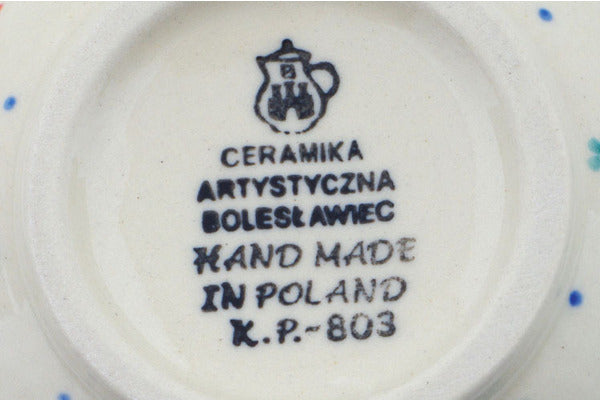 CERAMIKA
ARTYSTYCZNA
BOLESŁAWIEC
HAND MADE
IN POLAND
K.P.-803